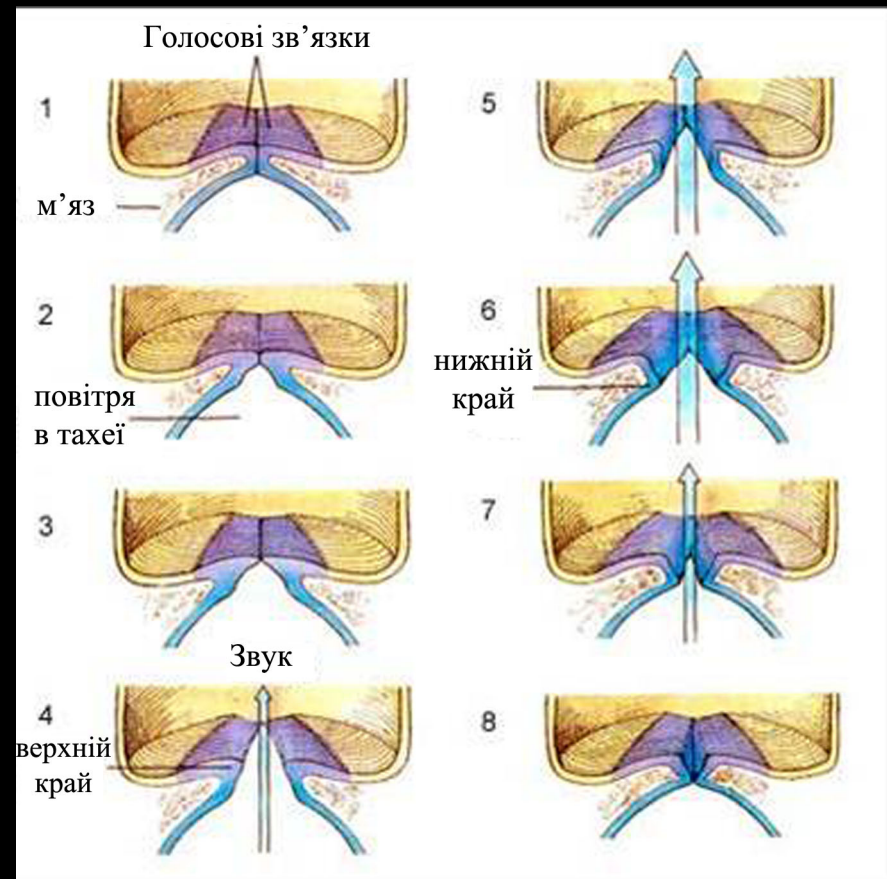 Голосові зв’язки
1
м’яз
2
повітря
в тахеї
3
Звук
4
верхній
край
5
6
нижній
край
7
8